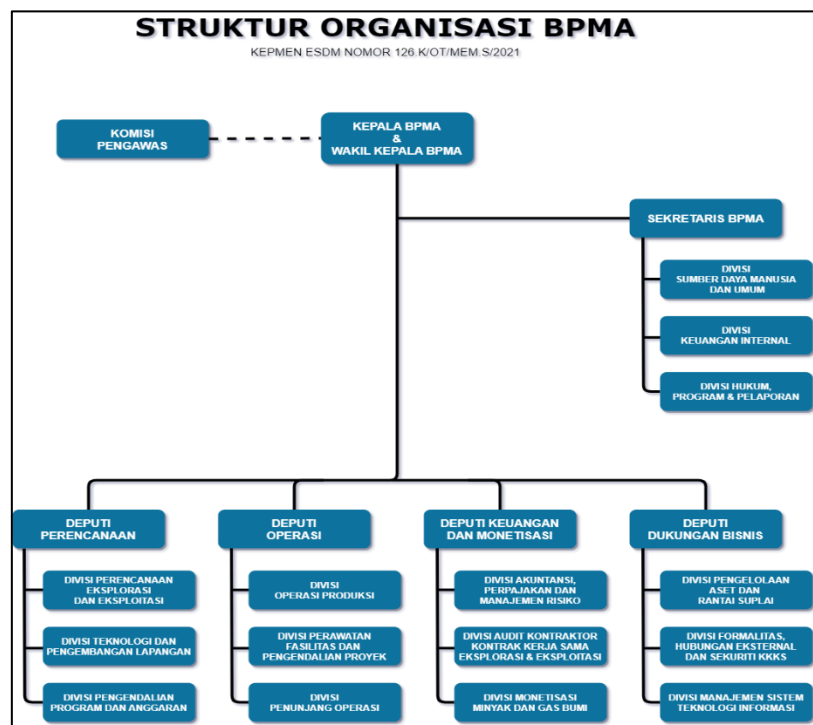 STRUKTUR ORGANISASI BPMA
KEPMEN ESDM NOMOR 126.K/OT/MEM.S/2021
KOMISI
PENGAWAS
KEPALA BPMA
&
WAKIL KEPALA BPMA
SEKRETARIS BPMA
DIVISI
SUMBER DAYA MANUSIA
DAN UMUM
DIVISI
KEUANGAN INTERNAL
DIVISI HUKUM,
PROGRAM & PELAPORAN
DEPUTI
PERENCANAAN
DIVISI PERENCANAAN
EKSPLORASI
DAN EKSPLOITASI
DIVISI TEKNOLOGI DAN
PENGEMBANGAN LAPANGAN
DIVISI PENGENDALIAN
PROGRAM DAN ANGGARAN
DEPUTI
OPERASI
DIVISI
OPERASI PRODUKSI
DIVISI PERAWATAN
FASILITAS DAN
PENGENDALIAN PROYEK
DIVISI
PENUNJANG OPERASI
DEPUTI KEUANGAN
DAN MONETISASI
DIVISI AKUNTANSI,
PERPAJAKAN DAN
MANAJEMEN RISIKO
DIVISI AUDIT KONTRAKTOR
KONTRAK KERJA SAMA
EKSPLORASI & EKSPLOITASI
DIVISI MONETISASI
MINYAK DAN GAS BUMI
DEPUTI
DUKUNGAN BISNIS
DIVISI PENGELOLAAN
ASET DAN
RANTAI SUPLAI
DIVISI FORMALITAS,
HUBUNGAN EKSTERNAL
DAN SEKURITI KKKS
DIVISI MANAJEMEN SISTEM
TEKNOLOGI INFORMASI